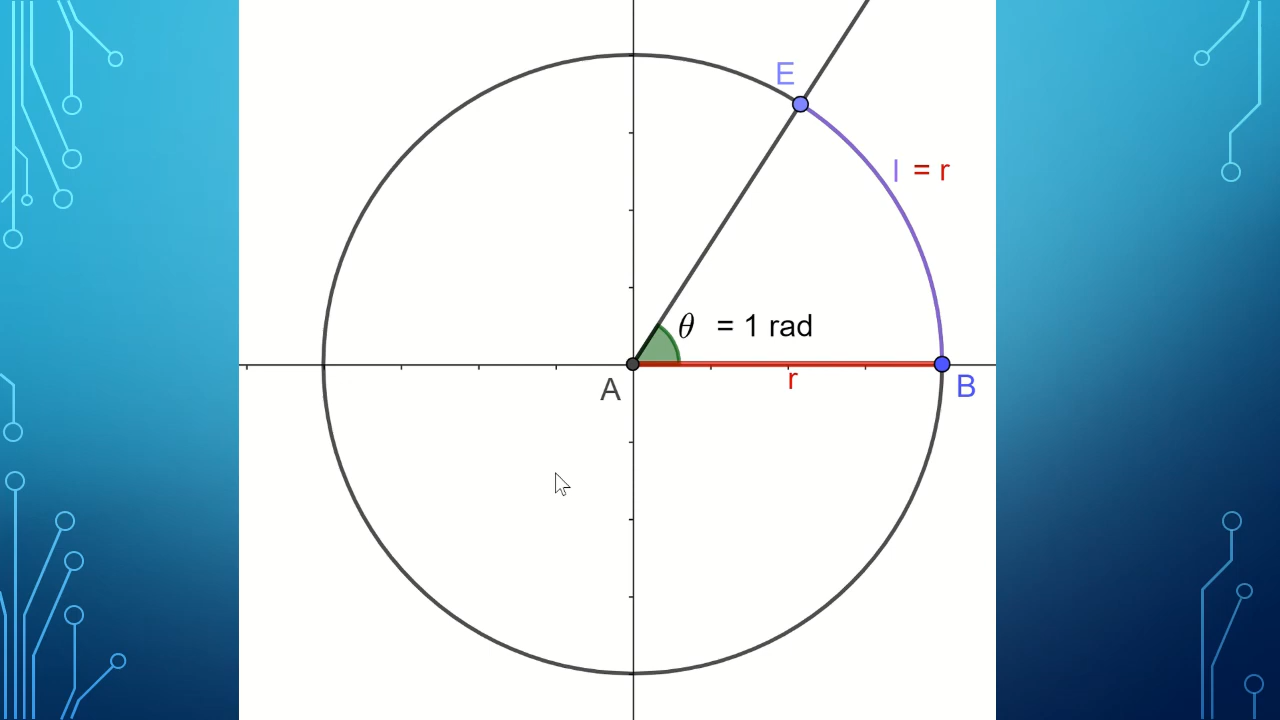 E
l = r
θ = 1 rad
r
A
B